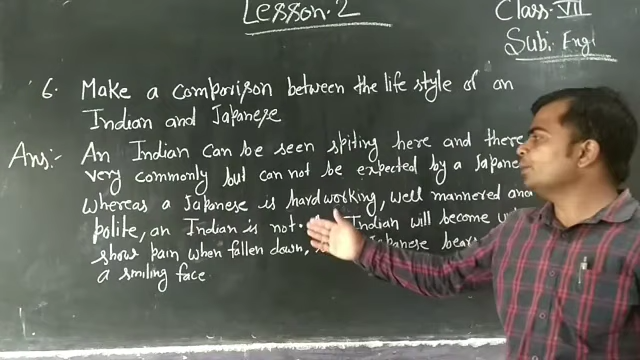 Lesson. 2
Class. VII
Sub: Engi
6. Make a comparison between the life style of an
Indian and Japanese
Ans:- An Indian can be seen spiting here and there
very commonly but can not be expected by a Japone
whereas a Japanese is hardworking, well mannered and
polite, an Indian is not. Indian will become
show pain when fallen down, Japanese bear
a smiling face